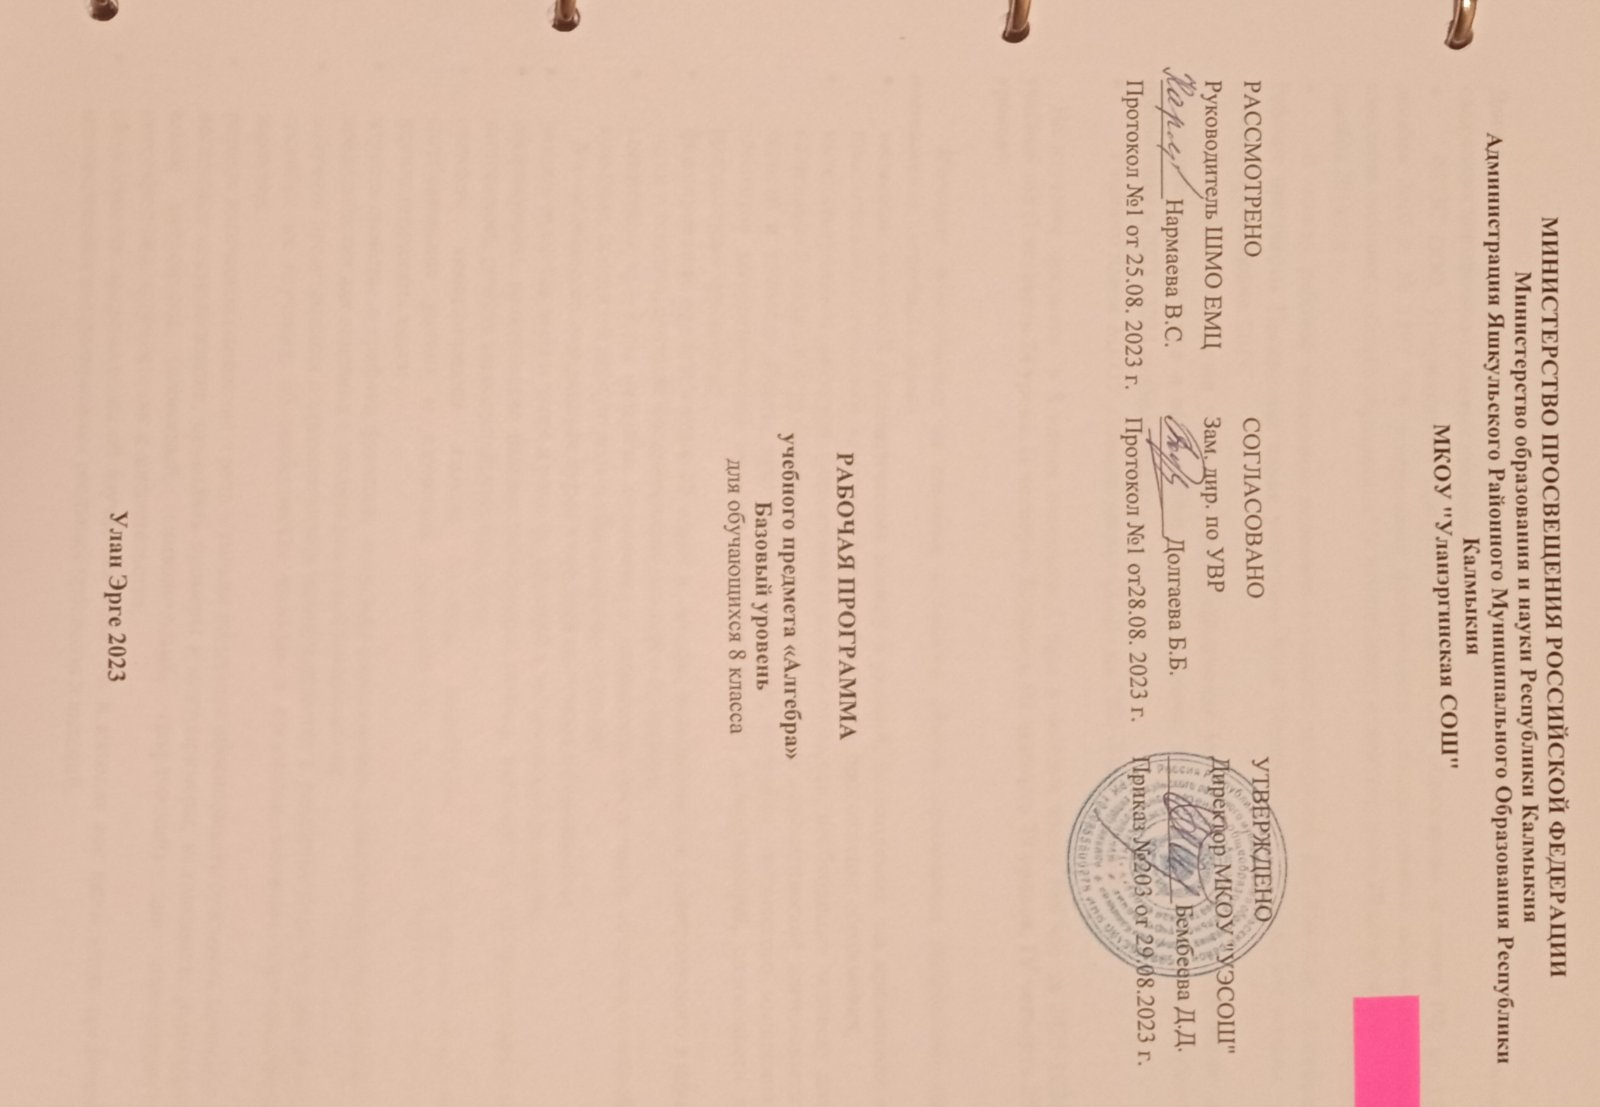 МИНИСТЕРСТВО ПРОСВЕЩЕНИЯ РОССИЙСКОЙ ФЕДЕРАЦИИ
Министерство образования и науки Республики Калмыкия
Администрация Яшкульского Районного Муниципального Образования Республики
Калмыкия
МКОУ "Уланэргинская СОШ"
РАССМОТРЕНО
Руководитель ШМО ЕМЦ
Нармаева В.С.
Протокол №1 от 25.08. 2023 г.
СОГЛАСОВАНО
Зам. дир. по УВР
Долгаева Б.Б.
Протокол №1 от28.08. 2023 г.
УТВЕРЖДЕНО
Директор МКОУ "УЭСОШ"
Бембеева Д.Д.
Приказ №203 от 29.08.2023 г.
РАБОЧАЯ ПРОГРАММА
учебного предмета «Алгебра»
Базовый уровень
для обучающихся 8 класса
Улан Эрге 2023